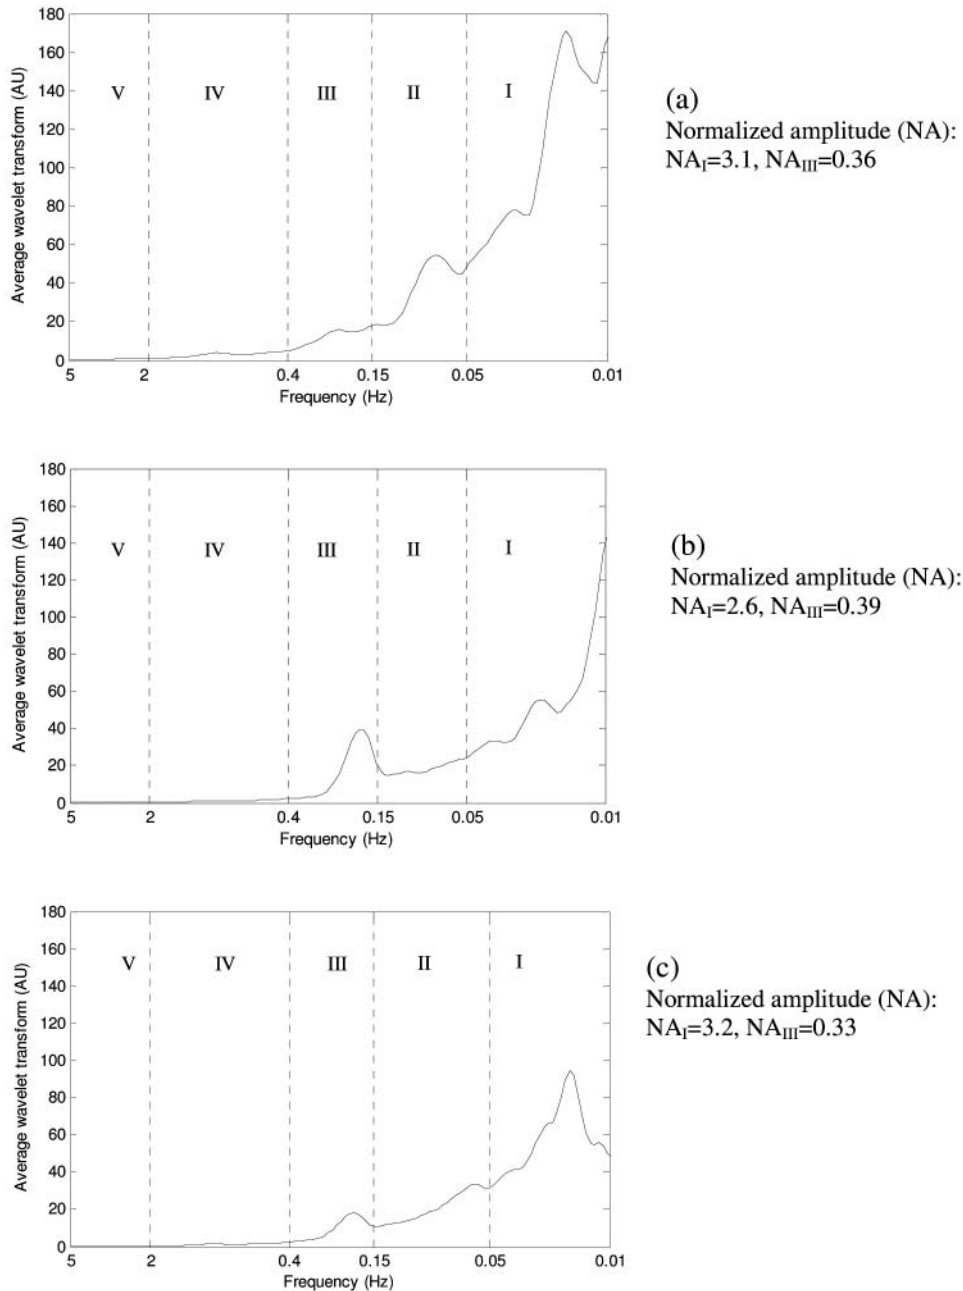 180
160
140
120
100
80
60
40
20
0
Average wavelet transform (AU)
V IV III II I
5 2 0.4 0.15 0.05 0.01
Frequency (Hz)
(a)
Normalized amplitude (NA):
NAI=3.1, NAIII=0.36
180
160
140
120
100
80
60
40
20
0
Average wavelet transform (AU)
V IV III II I
5 2 0.4 0.15 0.05 0.01
Frequency (Hz)
(b)
Normalized amplitude (NA):
NAI=2.6, NAIII=0.39
180
160
140
120
100
80
60
40
20
0
Average wavelet transform (AU)
V IV III II I
5 2 0.4 0.15 0.05 0.01
Frequency (Hz)
(c)
Normalized amplitude (NA):
NAI=3.2, NAIII=0.33